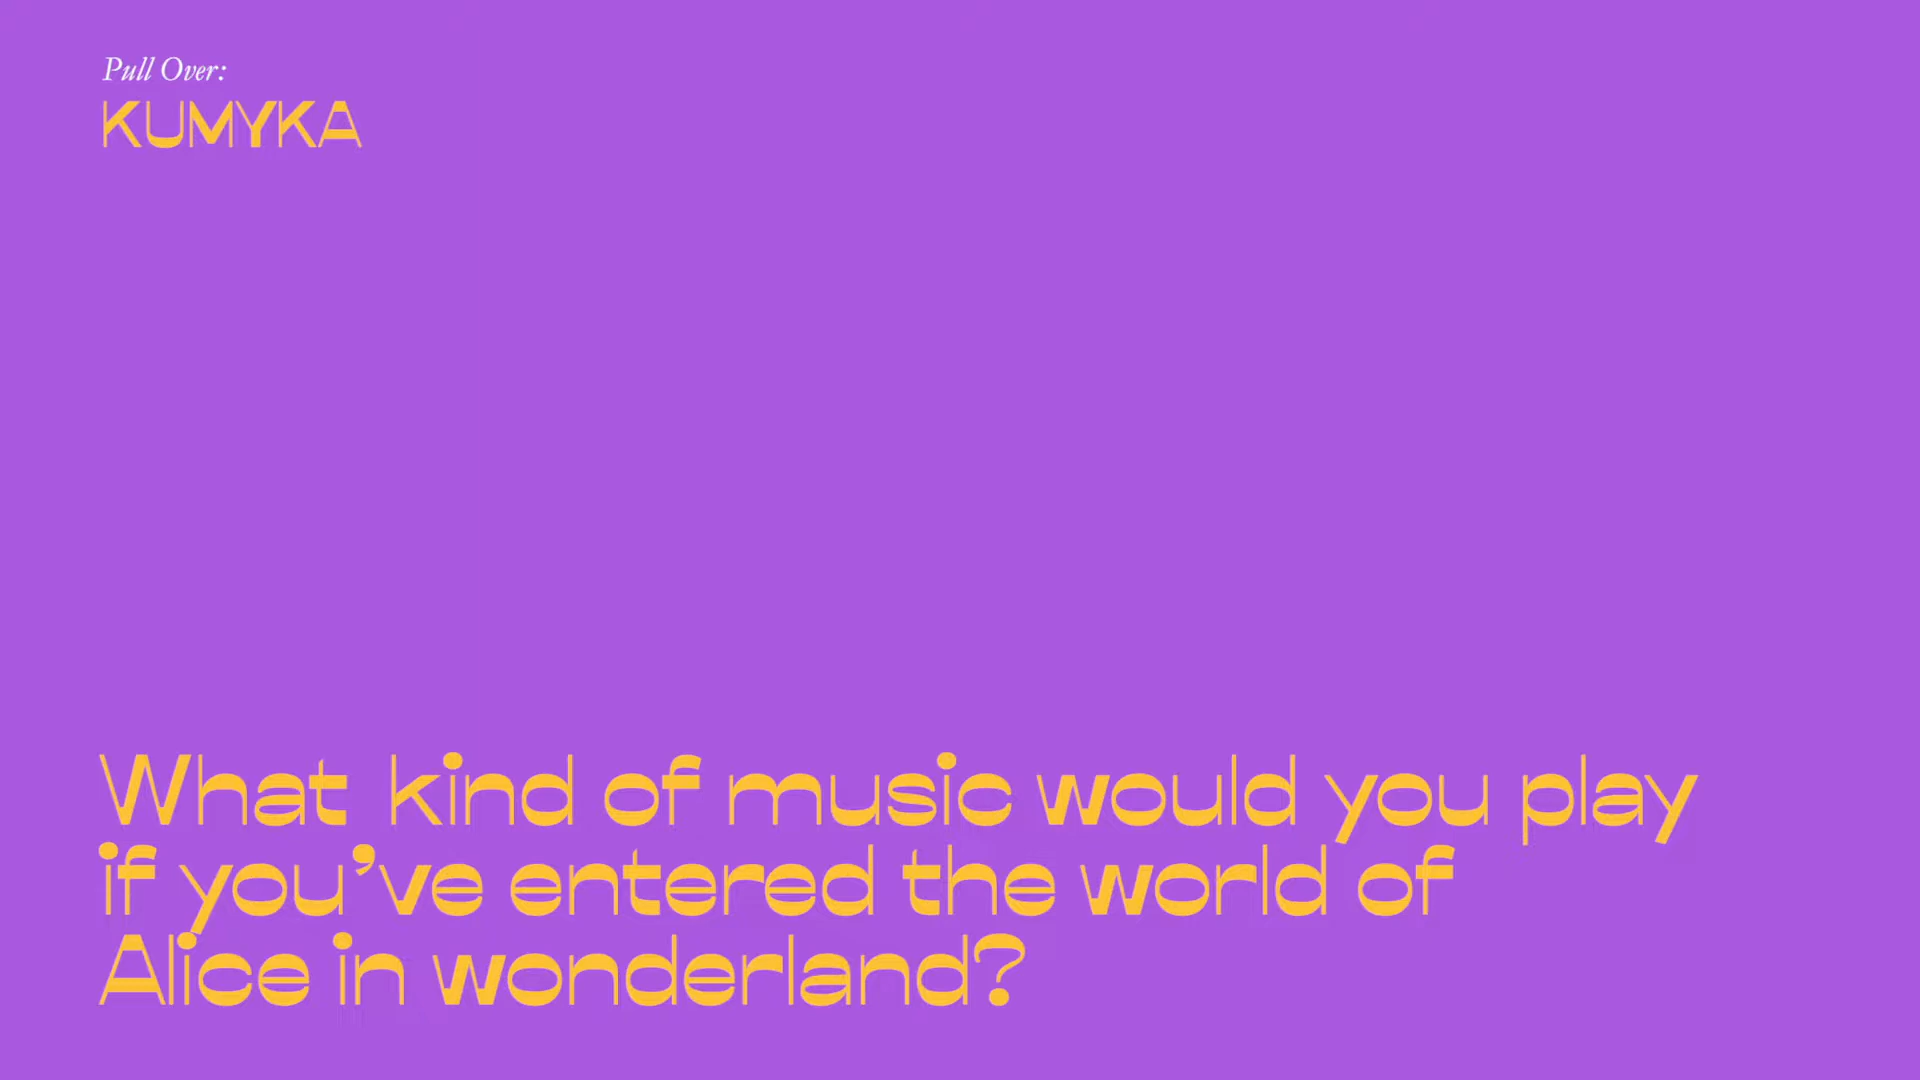 Pull Over:
KUMYKA
What kind of music would you play
if you’ve entered the world of
Alice in wonderland?